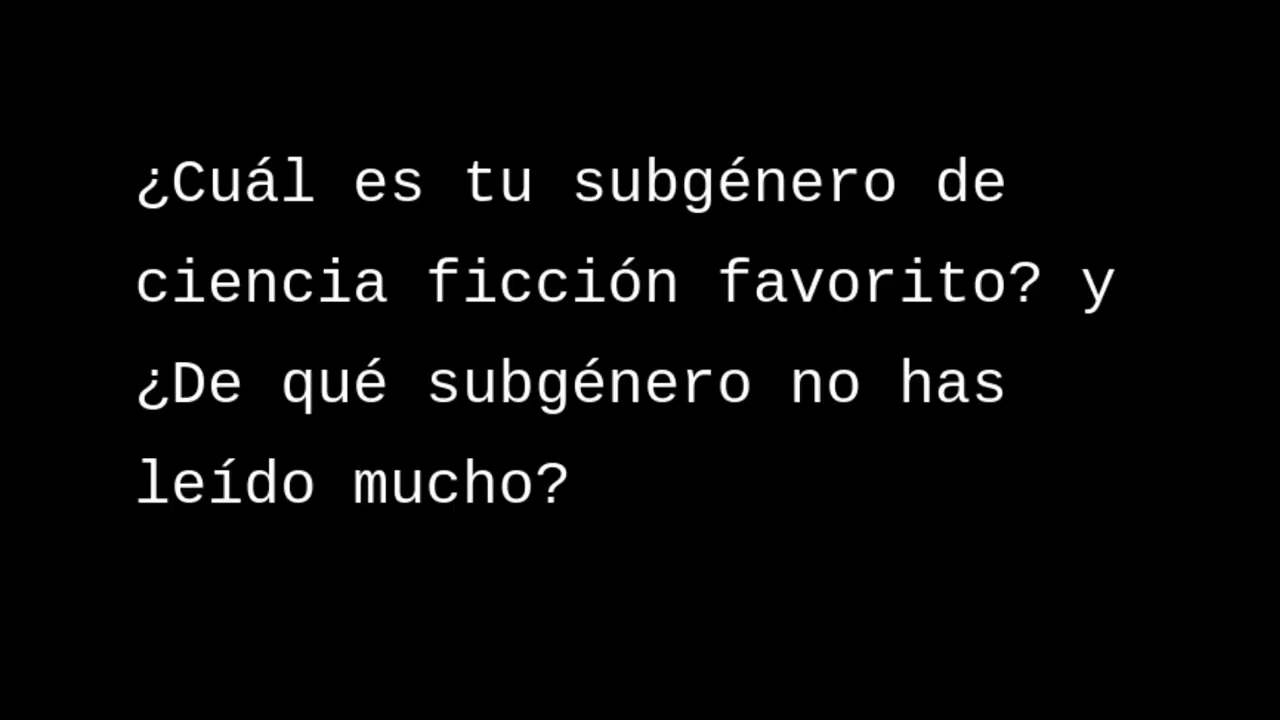 ¿Cuál es tu subgénero de
ciencia ficción favorito? y
¿De qué subgénero no has
leído mucho?